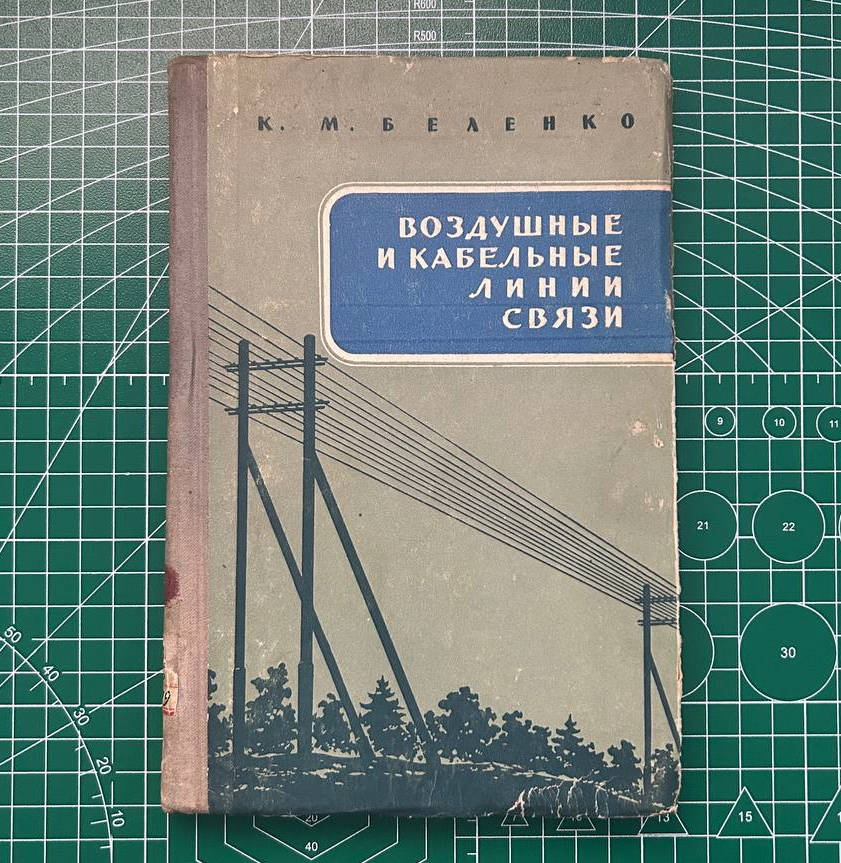 R600
R500
К. М. БЕЛЕНКО
ВОЗДУШНЫЕ
И КАБЕЛЬНЫЕ
ЛИНИИ
СВЯЗИ
9
10
11
21
22
30
50
40
30
20
10
9
20
40
13
15